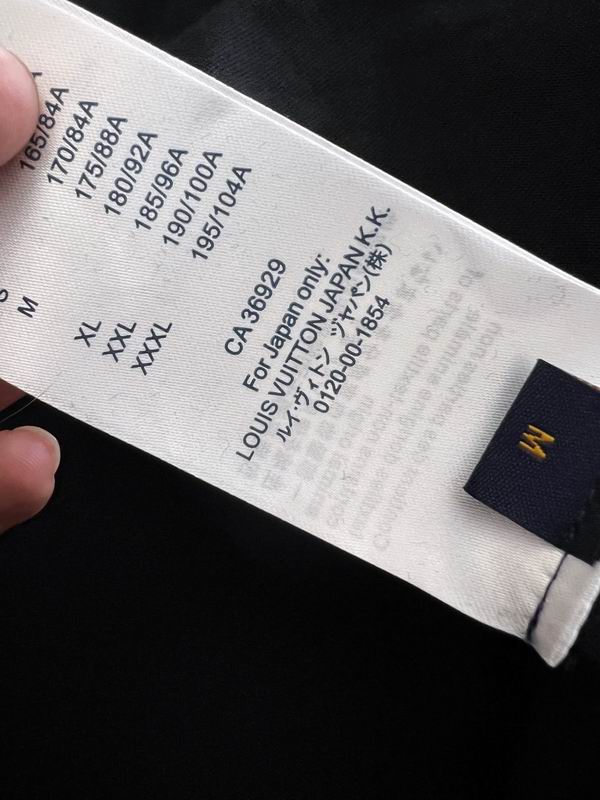 165/84A
S 170/84A
M 175/88A
180/92A
XL 185/96A
XXL 190/100A
XXXL 195/104A
CA 36929
For Japan only:
LOUIS VUITTON JAPAN K.K.
ルイ·ヴィトン ヅャパン(株)
0120-00-1854
M